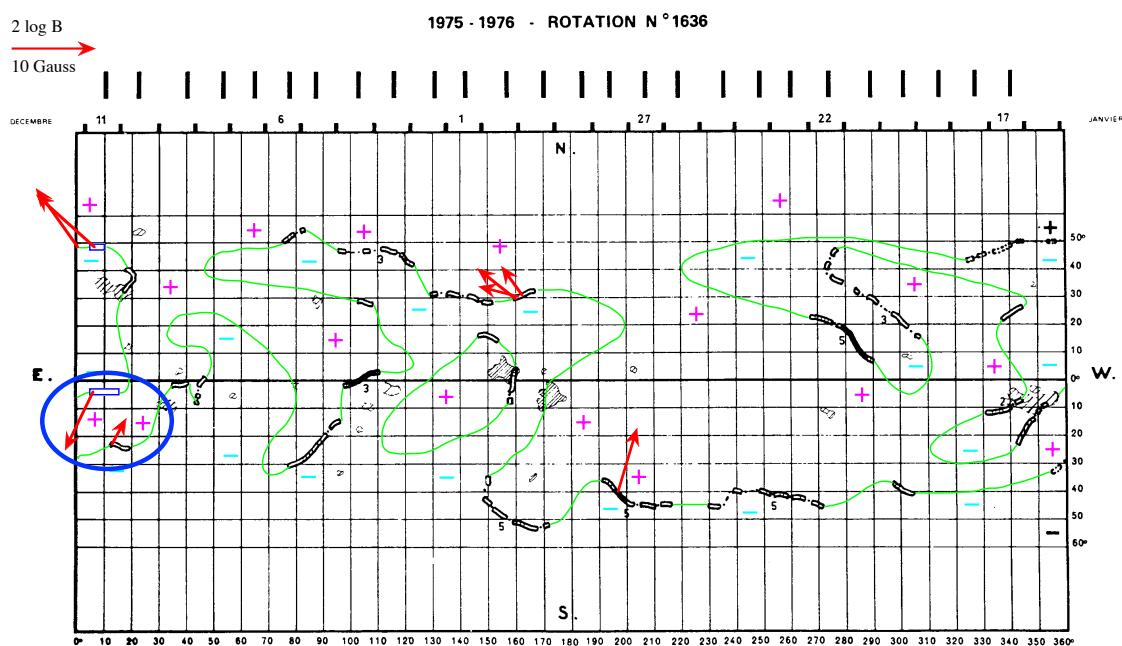 1975 - 1976 - ROTATION N° 1636
2 log B
10 Gauss
DECEMBRE 11 6 1 27 22 17 JANVIER
N.
+
+ + + +
+ 50°
− − − − 40
3
+ + +
− − 30
+ 3
− + 5 20
− 10
E. − − + − W.
3 0°
+ + + + 2 10
20
− − +
− − + 30
− − 40
5 5 5 50
− 60°
S.
0° 10 20 30 40 50 60 70 80 90 100 110 120 130 140 150 160 170 180 190 200 210 220 230 240 250 260 270 280 290 300 310 320 330 340 350 360°